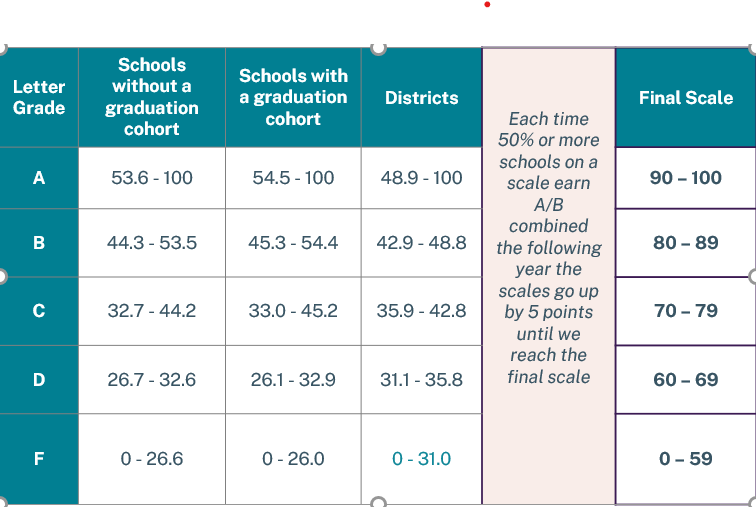 Letter Grade | Schools without a graduation cohort | Schools with a graduation cohort | Districts | Each time 50% or more schools on a scale earn A/B combined the following year the scales go up by 5 points until we reach the final scale | Final Scale
A | 53.6 - 100 | 54.5 - 100 | 48.9 - 100 | 90 – 100
B | 44.3 - 53.5 | 45.3 - 54.4 | 42.9 - 48.8 | 80 – 89
C | 32.7 - 44.2 | 33.0 - 45.2 | 35.9 - 42.8 | 70 – 79
D | 26.7 - 32.6 | 26.1 - 32.9 | 31.1 - 35.8 | 60 – 69
F | 0 - 26.6 | 0 - 26.0 | 0 - 31.0 | 0 – 59